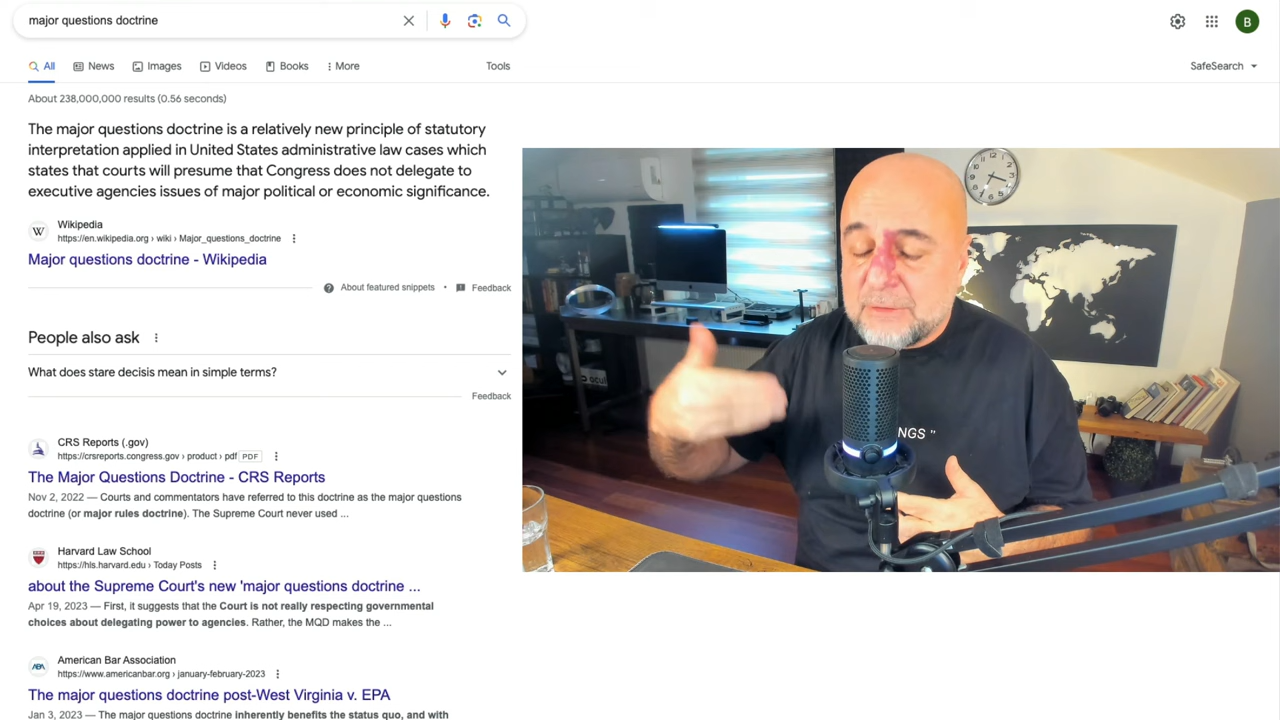 major questions doctrine
B
All
News
Images
Videos
Books
More
Tools
SafeSearch
About 238,000,000 results (0.56 seconds)
The major questions doctrine is a relatively new principle of statutory
interpretation applied in United States administrative law cases which
states that courts will presume that Congress does not delegate to
executive agencies issues of major political or economic significance.
W
Wikipedia
https://en.wikipedia.org › wiki › Major_questions_doctrine
Major questions doctrine - Wikipedia
About featured snippets • Feedback
People also ask
What does stare decisis mean in simple terms?
Feedback
CRS Reports (.gov)
https://crsreports.congress.gov › product › pdf PDF
The Major Questions Doctrine - CRS Reports
Nov 2, 2022 — Courts and commentators have referred to this doctrine as the major questions
doctrine (or major rules doctrine). The Supreme Court never used ...
Harvard Law School
https://hls.harvard.edu › Today Posts
about the Supreme Court's new 'major questions doctrine ...
Apr 19, 2023 — First, it suggests that the Court is not really respecting governmental
choices about delegating power to agencies. Rather, the MQD makes the ...
ABA
American Bar Association
https://www.americanbar.org › january-february-2023
The major questions doctrine post-West Virginia v. EPA
Jan 3, 2023 — The major questions doctrine inherently benefits the status quo, and with
NGS "